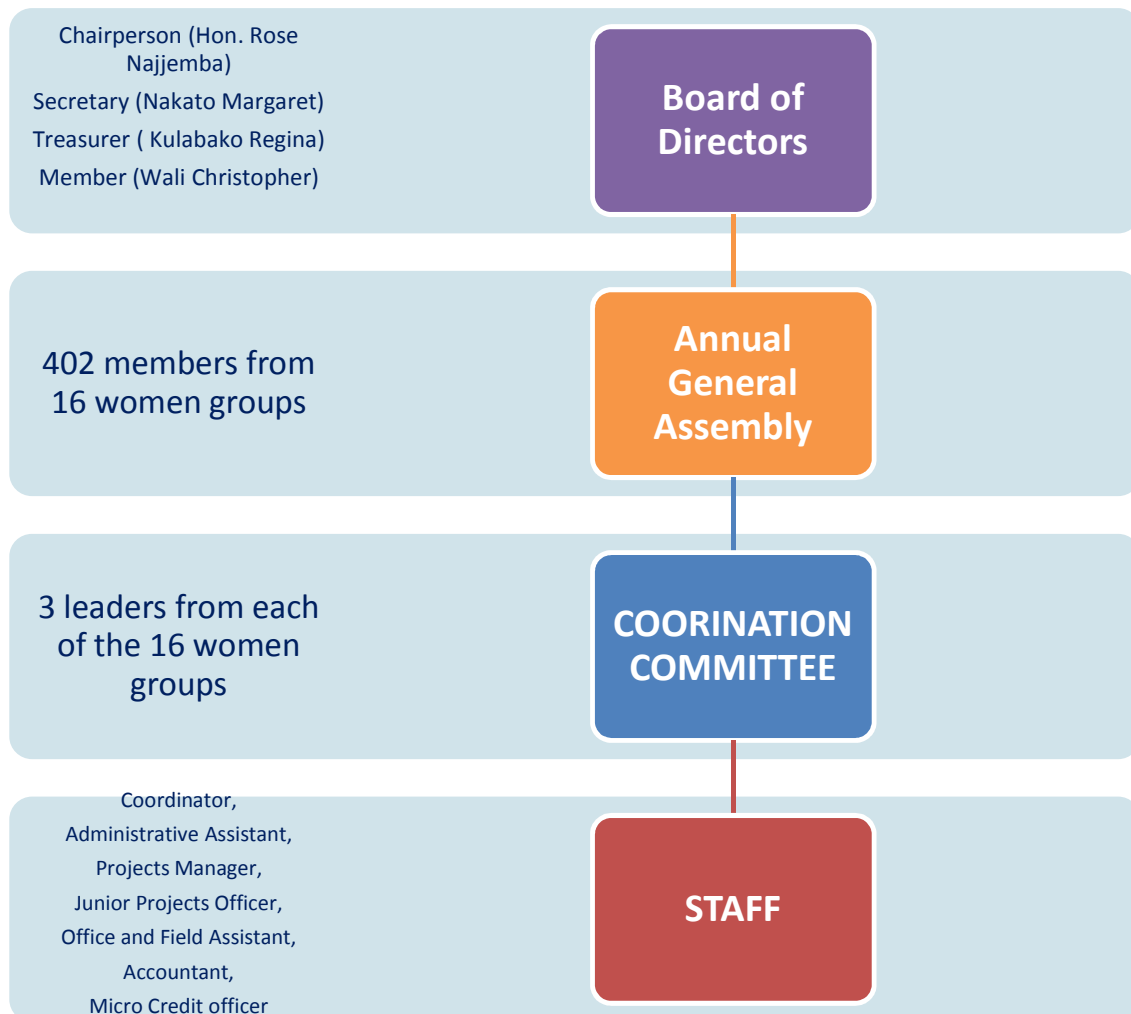 Chairperson (Hon. Rose
Najjemba)
Secretary (Nakato Margaret)
Treasurer ( Kulabako Regina)
Member (Wali Christopher)
Board of
Directors
402 members from
16 women groups
Annual
General
Assembly
3 leaders from each
of the 16 women
groups
COORINATION
COMMITTEE
Coordinator,
Administrative Assistant,
Projects Manager,
Junior Projects Officer,
Office and Field Assistant,
Accountant,
Micro Credit officer
STAFF